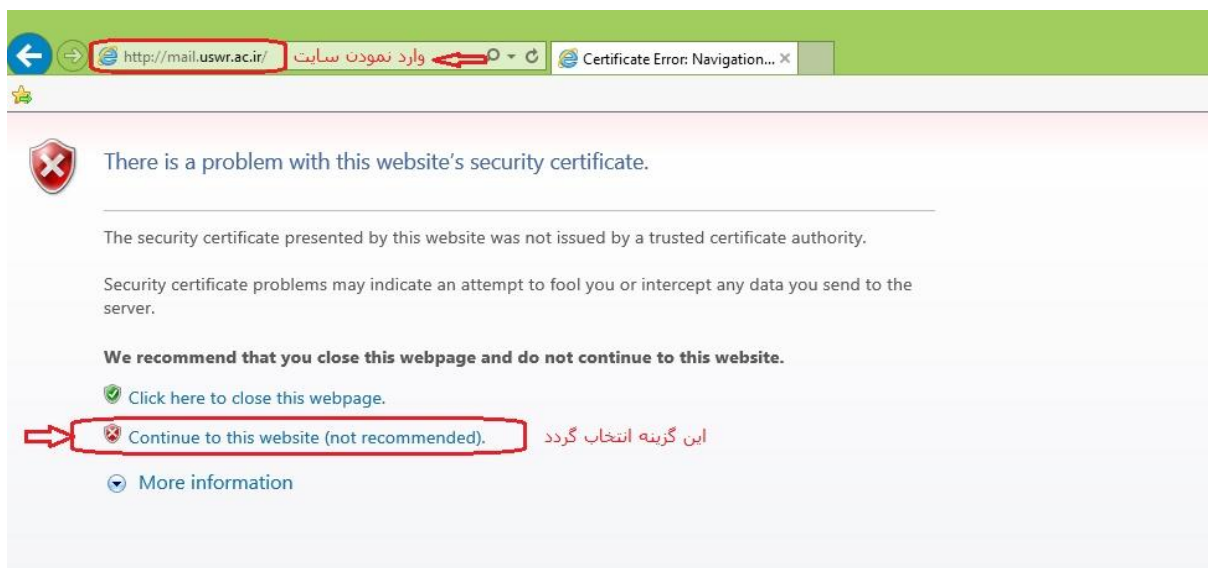 http://mail.uswr.ac.ir/ وارد نمودن سایت Certificate Error: Navigation...
There is a problem with this website's security certificate.
The security certificate presented by this website was not issued by a trusted certificate authority.
Security certificate problems may indicate an attempt to fool you or intercept any data you send to the
server.
We recommend that you close this webpage and do not continue to this website.
Click here to close this webpage.
Continue to this website (not recommended). این گزینه انتخاب گردد
More information